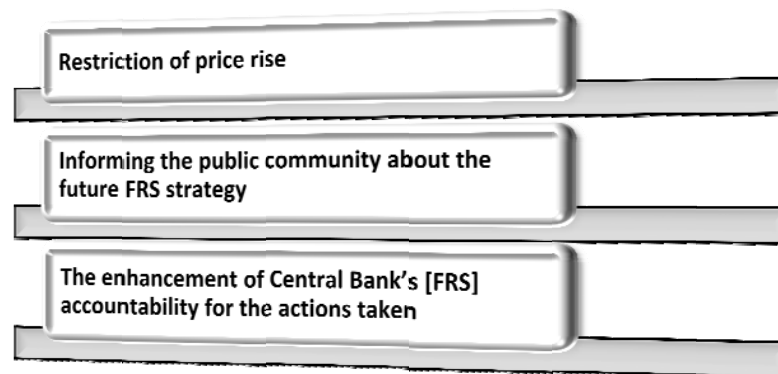 Restriction of price rise
Informing the public community about the
future FRS strategy
The enhancement of Central Bank's [FRS]
accountability for the actions taken